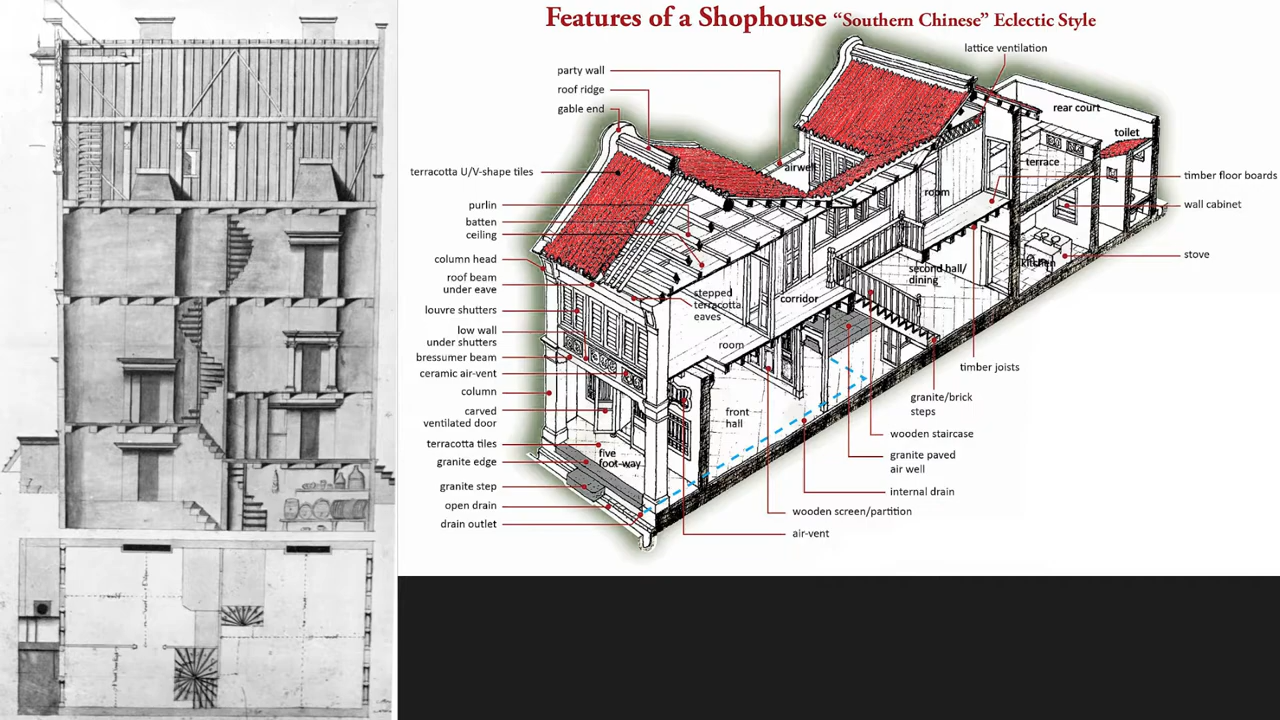 Features of a Shophouse “Southern Chinese” Eclectic Style
lattice ventilation
party wall
roof ridge
gable end
rear court
toilet
airwell
terrace
terracotta U/V-shape tiles
timber floor boards
room
purlin
wall cabinet
batten
ceiling
column head
stove
kitchen
second hall/
dining
roof beam
under eave
stepped
terracotta
eaves
corridor
louvre shutters
low wall
under shutters
room
bressumer beam
timber joists
ceramic air-vent
column
granite/brick
steps
carved
ventilated door
front
hall
wooden staircase
terracotta tiles
five
foot-way
granite paved
air well
granite edge
granite step
internal drain
open drain
wooden screen/partition
drain outlet
air-vent